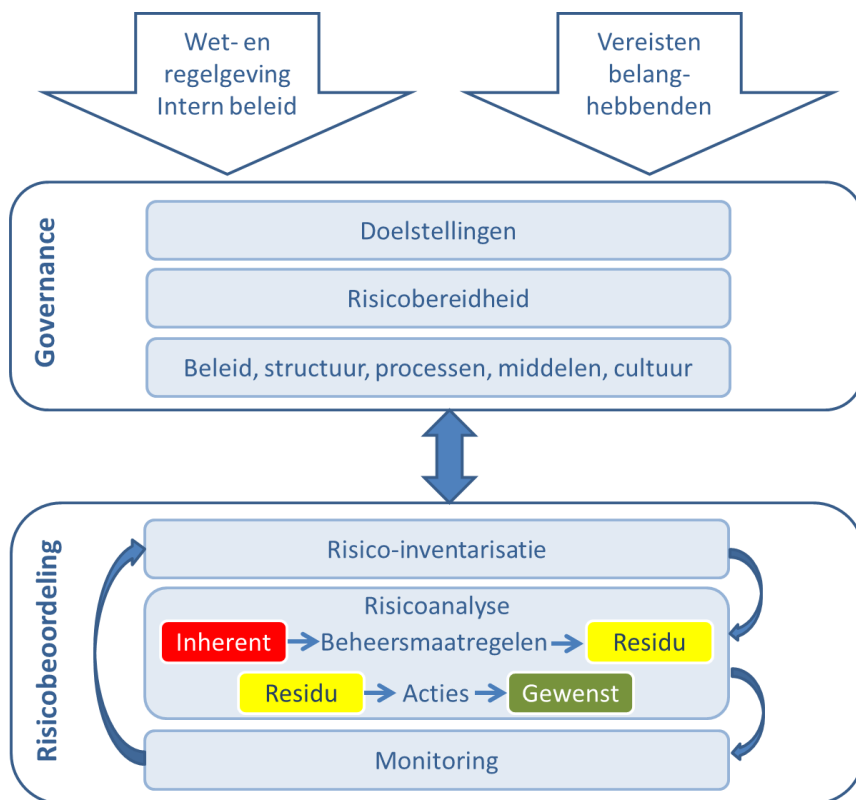 Wet- en
regelgeving
Intern beleid
Vereisten
belang-
hebbenden
Governance
Doelstellingen
Risicobereidheid
Beleid, structuur, processen, middelen, cultuur
Risicobeoordeling
Risico-inventarisatie
Risicoanalyse
Inherent Beheersmaatregelen Residu
Residu Acties Gewenst
Monitoring